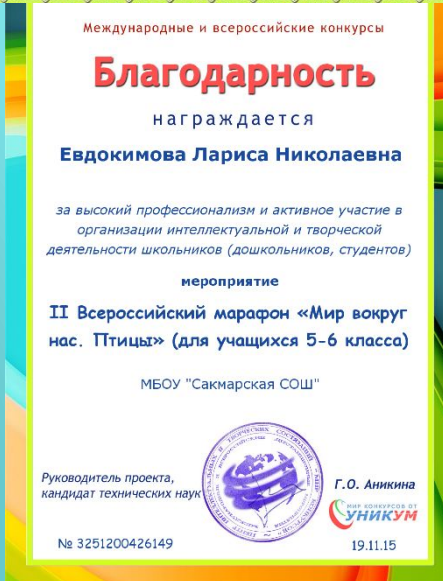 Международные и всероссийские конкурсы
Благодарность
награждается
Евдокимова Лариса Николаевна
за высокий профессионализм и активное участие в
организации интеллектуальной и творческой
деятельности школьников (дошкольников, студентов)
мероприятие
II Всероссийский марафон «Мир вокруг
нас. Птицы» (для учащихся 5-6 класса)
МБОУ "Сакмарская СОШ"
Руководитель проекта,
кандидат технических наук
Г.О. Аникина
МИР КОНКУРСОВ ОТ
УНИКУМ
№ 3251200426149
19.11.15